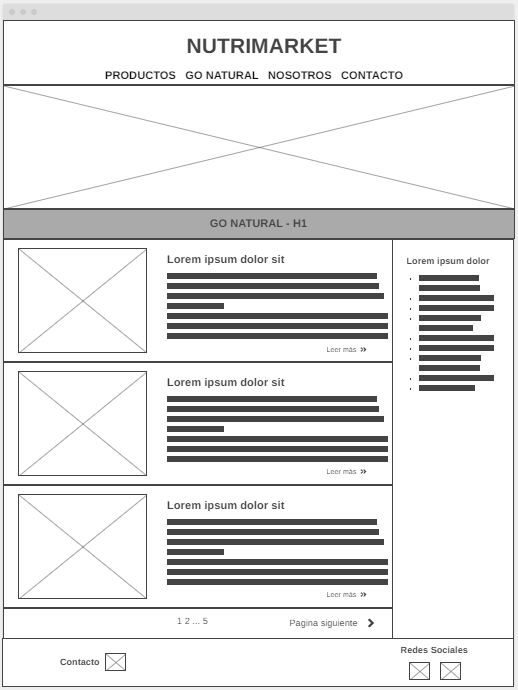 NUTRIMARKET
PRODUCTOS GO NATURAL NOSOTROS CONTACTO
GO NATURAL - H1
Lorem ipsum dolor sit
Leer más »
Lorem ipsum dolor sit
Leer más »
Lorem ipsum dolor sit
Leer más »
1 2 ... 5
Pagina siguiente
Lorem ipsum dolor
Contacto
Redes Sociales